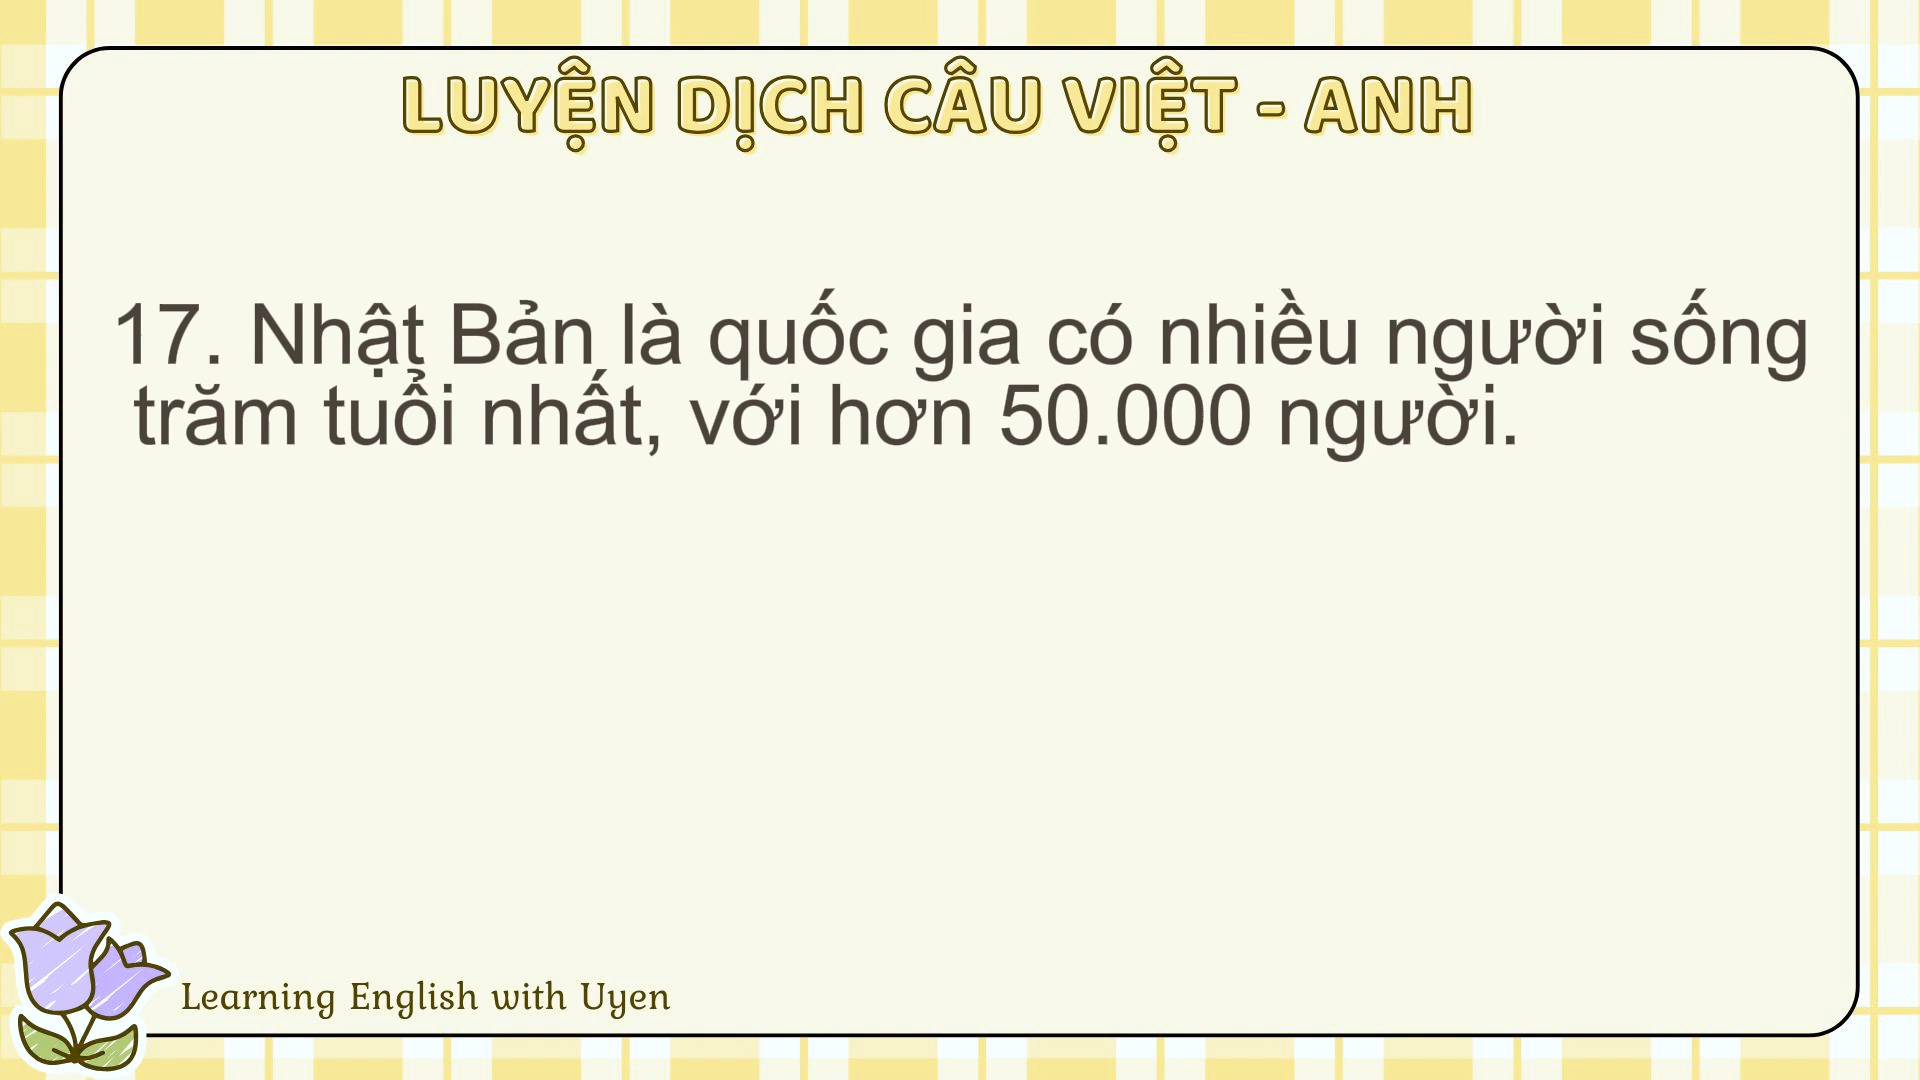 LUYỆN DỊCH CÂU VIỆT - ANH
17. Nhật Bản là quốc gia có nhiều người sống
trăm tuổi nhất, với hơn 50.000 người.
Learning English with Uyen